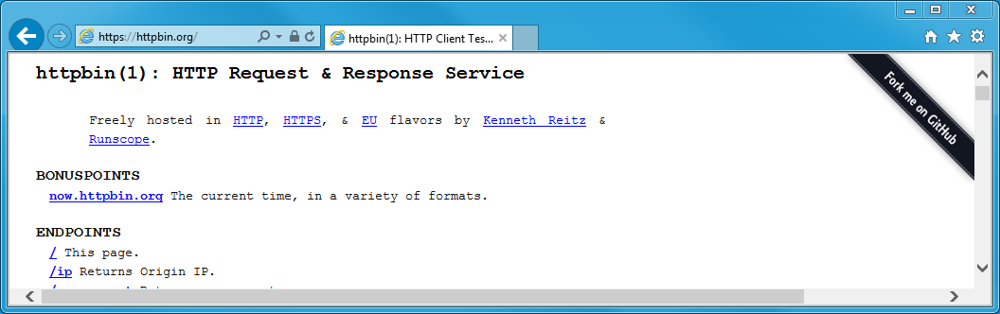 https://httpbin.org/
httpbin(1): HTTP Client Tes...
httpbin(1): HTTP Request & Response Service
Fork me on GitHub
Freely hosted in HTTP, HTTPS, & EU flavors by Kenneth Reitz &
Runscope.
BONUSPOINTS
now.httpbin.org The current time, in a variety of formats.
ENDPOINTS
/ This page.
/ip Returns Origin IP.